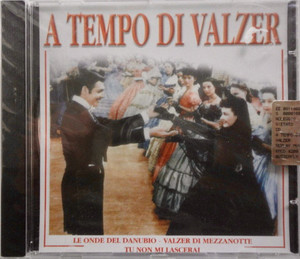 A TEMPO DI VALZER
LE ONDE DEL DANUBIO - VALZER DI MEZZANOTTE
TU NON MI LASCERAI